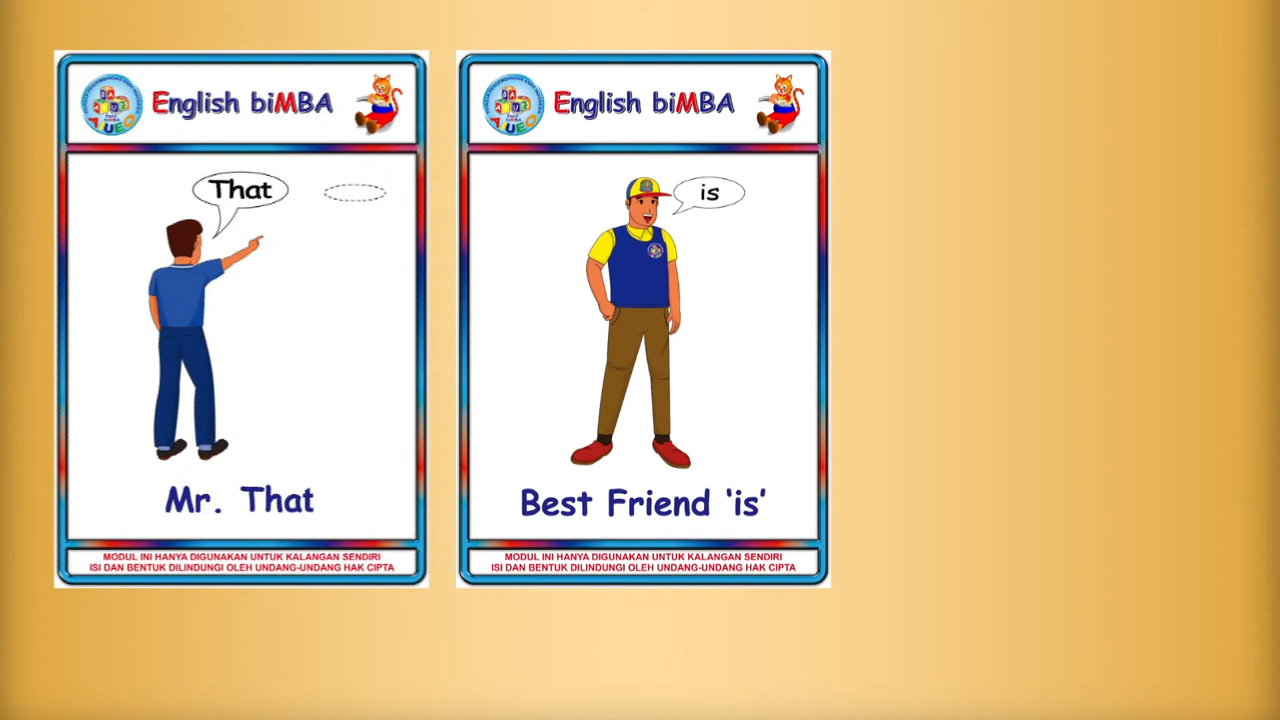 English biMBA
That
Mr. That
MODUL INI HANYA DIGUNAKAN UNTUK KALANGAN SENDIRI
ISI DAN BENTUK DILINDUNGI OLEH UNDANG-UNDANG HAK CIPTA
English biMBA
is
Best Friend ‘is’
MODUL INI HANYA DIGUNAKAN UNTUK KALANGAN SENDIRI
ISI DAN BENTUK DILINDUNGI OLEH UNDANG-UNDANG HAK CIPTA